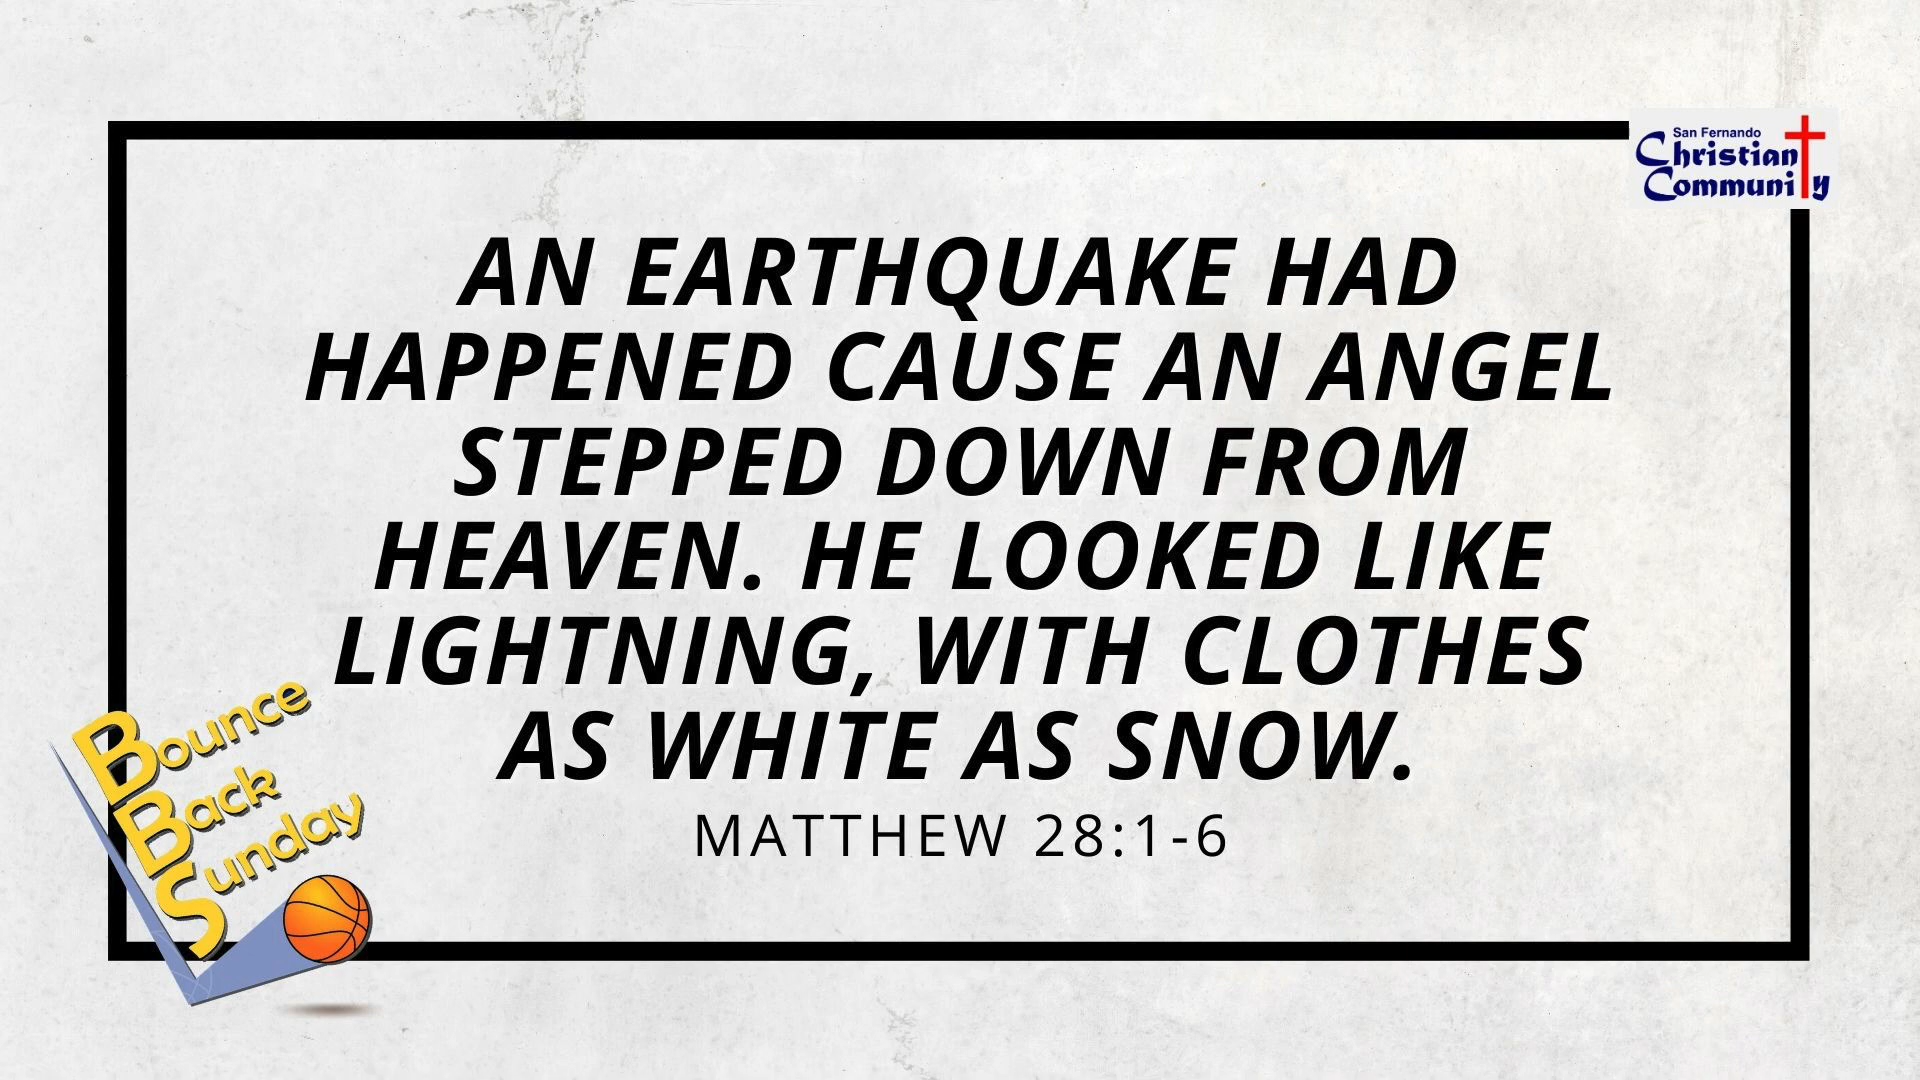 San Fernando
Christian
Community
AN EARTHQUAKE HAD
HAPPENED CAUSE AN ANGEL
STEPPED DOWN FROM
HEAVEN. HE LOOKED LIKE
LIGHTNING, WITH CLOTHES
AS WHITE AS SNOW.
MATTHEW 28:1-6
Bounce
Back
Sunday